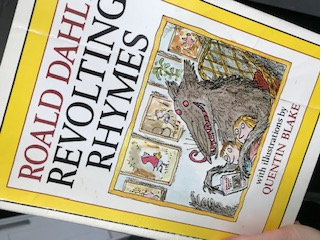 ROALD DAHL
REVOLTING
RHYMES
with illustrations by
QUENTIN BLAKE